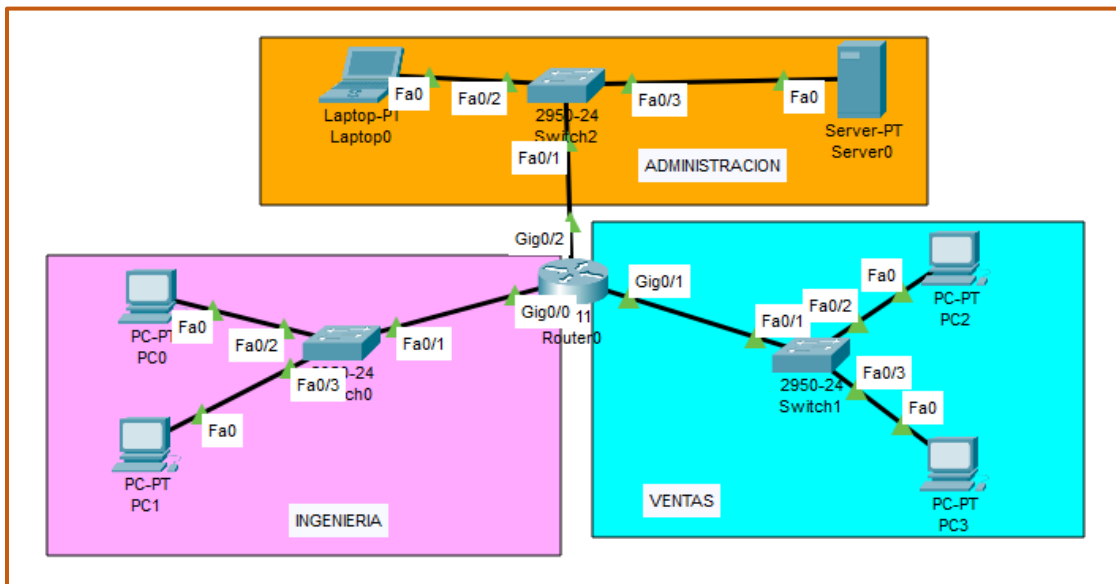 Fa0
Fa0/2
Fa0/3
Fa0
Laptop-PT
Laptop0
2950-24
Switch2
Server-PT
Server0
Fa0/1
ADMINISTRACION
Gig0/2
Gig0/0
11
Router0
Gig0/1
PC-PT
PC0
Fa0
Fa0/2
Fa0/1
Fa0/3
Fa0
PC-PT
PC1
INGENIERIA
Fa0/1
Fa0/2
Fa0
PC-PT
PC2
2950-24
Switch1
Fa0/3
Fa0
PC-PT
PC3
VENTAS